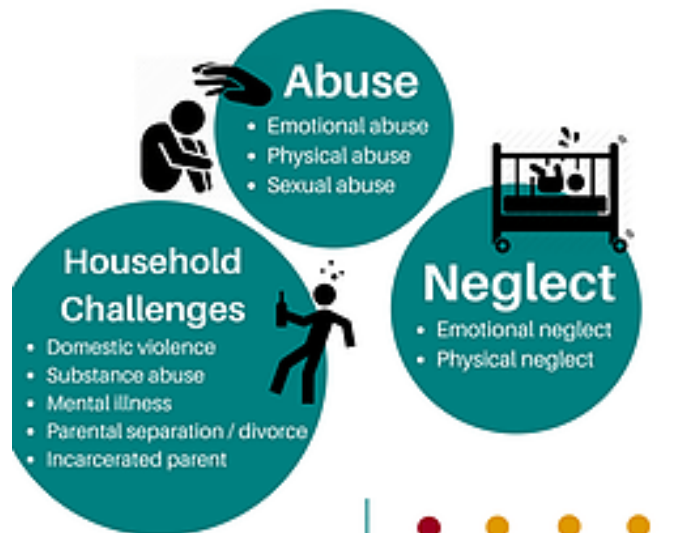 Abuse
• Emotional abuse
• Physical abuse
• Sexual abuse
Household
Challenges
• Domestic violence
• Substance abuse
• Mental illness
• Parental separation / divorce
• Incarcerated parent
Neglect
• Emotional neglect
• Physical neglect